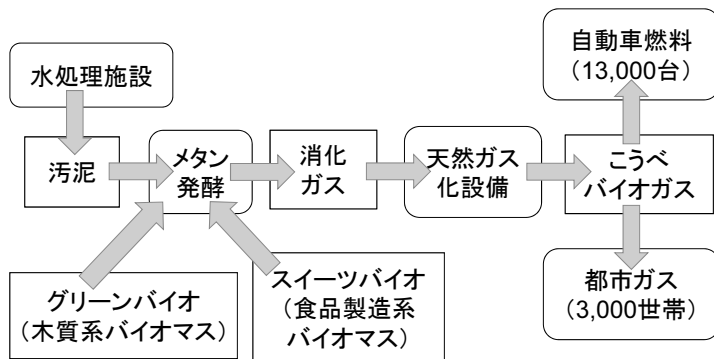 水処理施設
汚泥
メタン
発酵
消化
ガス
天然ガス
化設備
こうべ
バイオガス
自動車燃料
（13,000台）
都市ガス
（3,000世帯）
グリーンバイオ
（木質系バイオマス）
スイーツバイオ
（食品製造系
バイオマス）